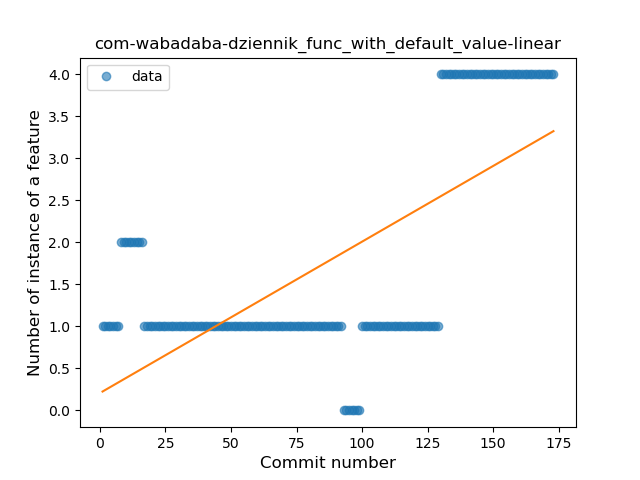 com-wabadaba-dziennik_func_with_default_value-linear
data
Number of instance of a feature
4.0
3.5
3.0
2.5
2.0
1.5
1.0
0.5
0.0
0 25 50 75 100 125 150 175
Commit number